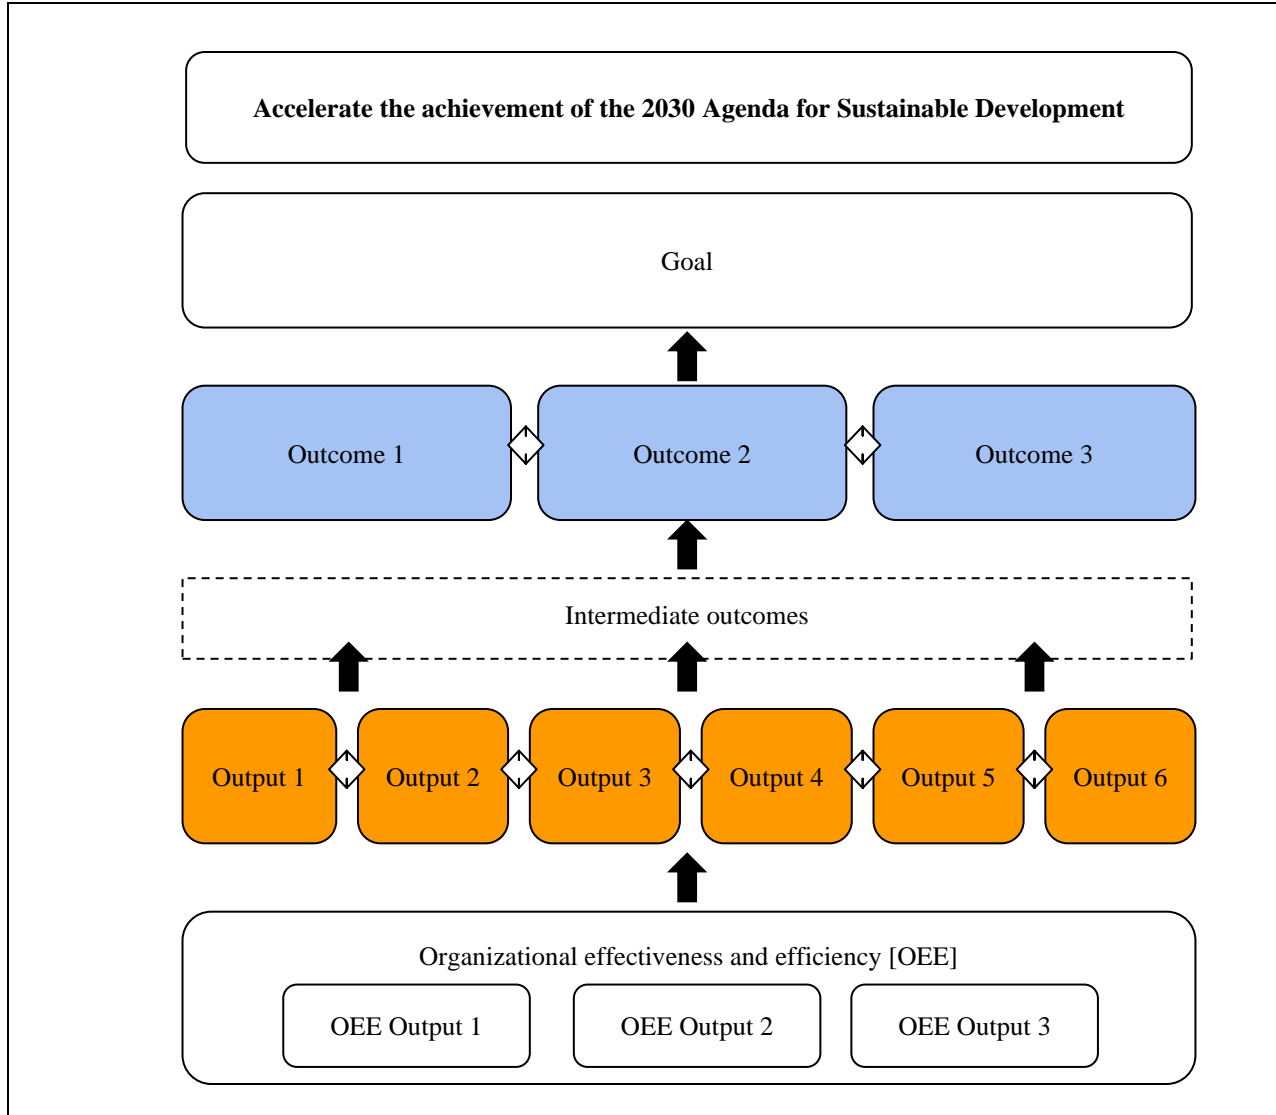 Accelerate the achievement of the 2030 Agenda for Sustainable Development
Goal
Outcome 1
Outcome 2
Outcome 3
Intermediate outcomes
Output 1
Output 2
Output 3
Output 4
Output 5
Output 6
Organizational effectiveness and efficiency [OEE]
OEE Output 1
OEE Output 2
OEE Output 3